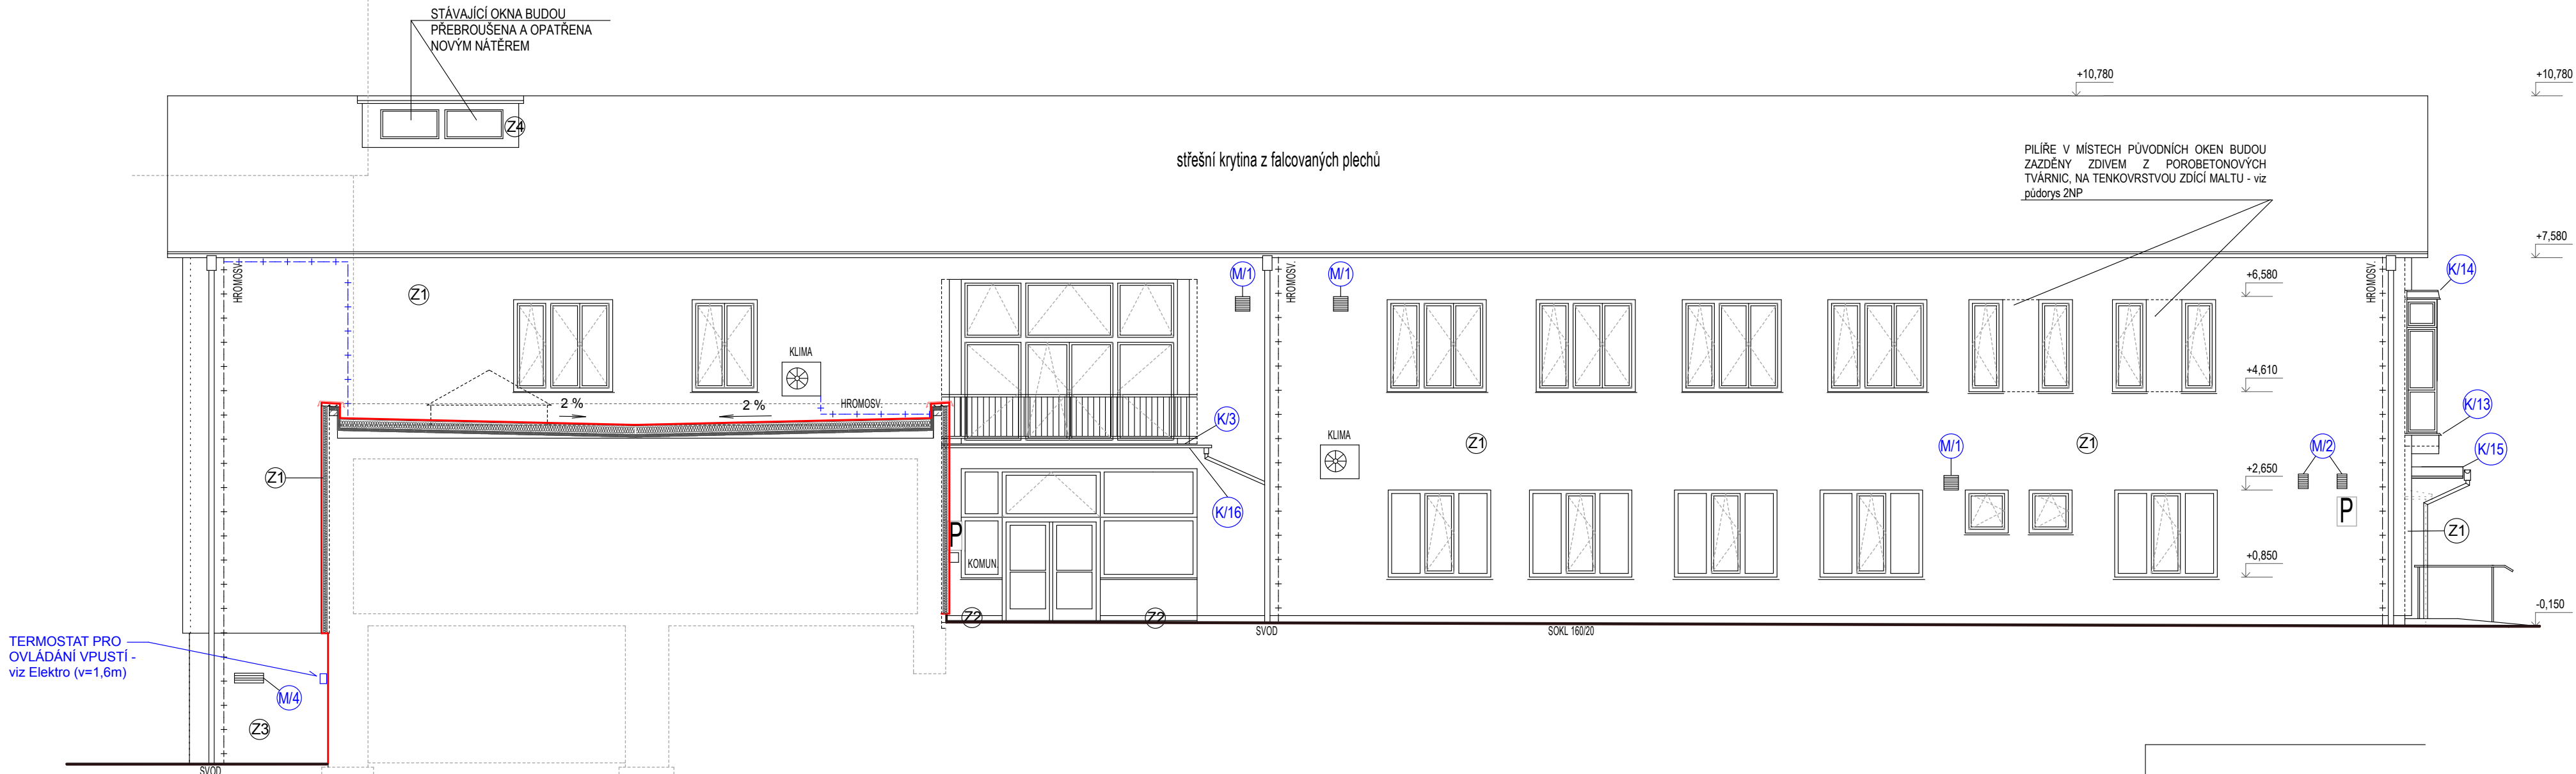 STÁVAJÍCÍ OKNA BUDOU
PŘEBROUŠENA A OPATŘENA
NOVÝM NÁTĚREM
Z4
+10,780
+10,780
střešní krytina z falcovaných plechů
PILÍŘE V MÍSTECH PŮVODNÍCH OKEN BUDOU
ZAZDĚNY ZDIVEM Z POROBETONOVÝCH
TVÁRNIC, NA TENKOVRSTVOU ZDÍCÍ MALTU - viz
půdorys 2NP
+7,580
HROMOSV.
Z1
M/1
HROMOSV.
M/1
+6,580
HROMOSV.
K/14
KLIMA
+4,610
2 %
2 %
HROMOSV.
K/3
K/13
KLIMA
Z1
M/1
Z1
M/2
K/15
Z1
+2,650
K/16
P
P
Z1
KOMUN.
+0,850
Z2
Z2
-0,150
SVOD
SOKL 160/20
TERMOSTAT PRO
OVLÁDÁNÍ VPUSTÍ -
viz Elektro (v=1,6m)
M/4
Z3
SVOD